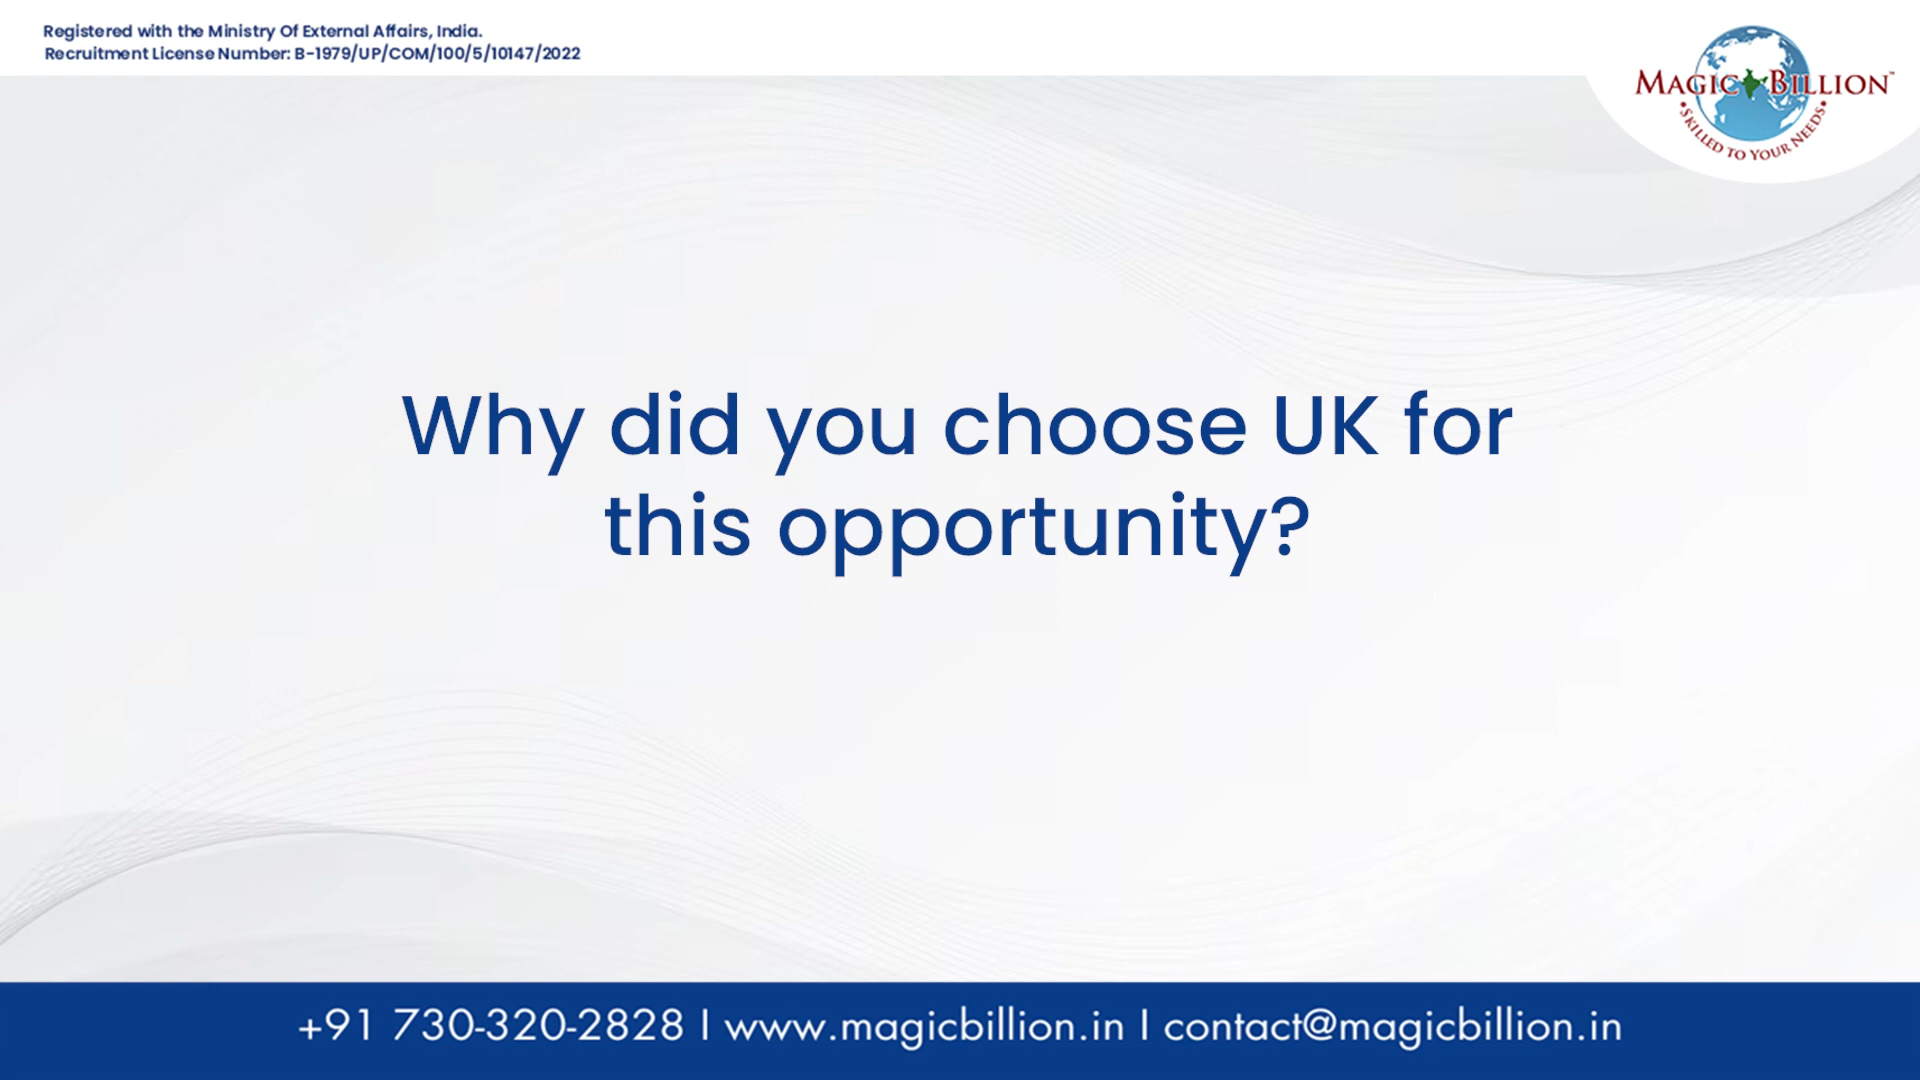 Registered with the Ministry Of External Affairs, India.
Recruitment License Number: B-1979/UP/COM/100/5/10147/2022
MAGIC BILLION™
• SKILLED TO YOUR NEEDS •
Why did you choose UK for
this opportunity?
+91 730-320-2828 | www.magicbillion.in | contact@magicbillion.in